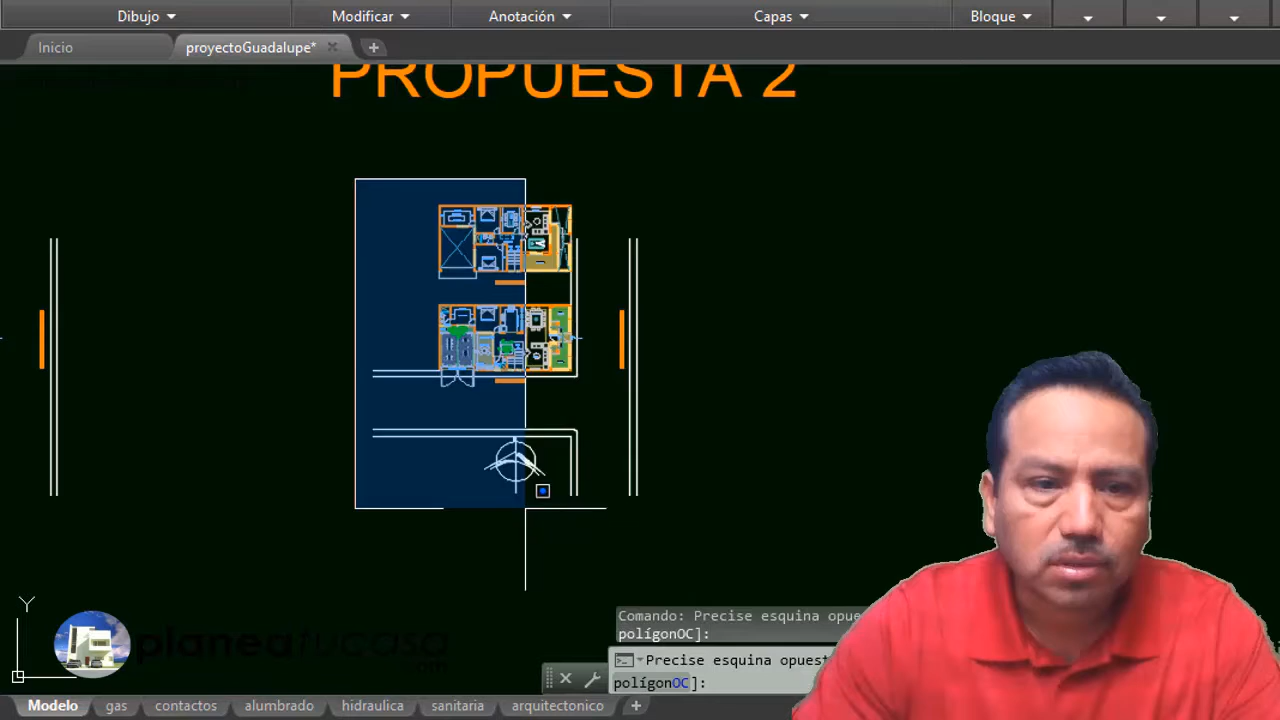 Dibujo Modificar Anotación Capas Bloque
Inicio proyectoGuadalupe* +
PROPUESTA 2
Y
Comando: Precise esquina opue
polígonOC]:
planeatucasa
Precise esquina opuest
polígonOC]:
Modelo gas contactos alumbrado hidraulica sanitaria arquitectonico +